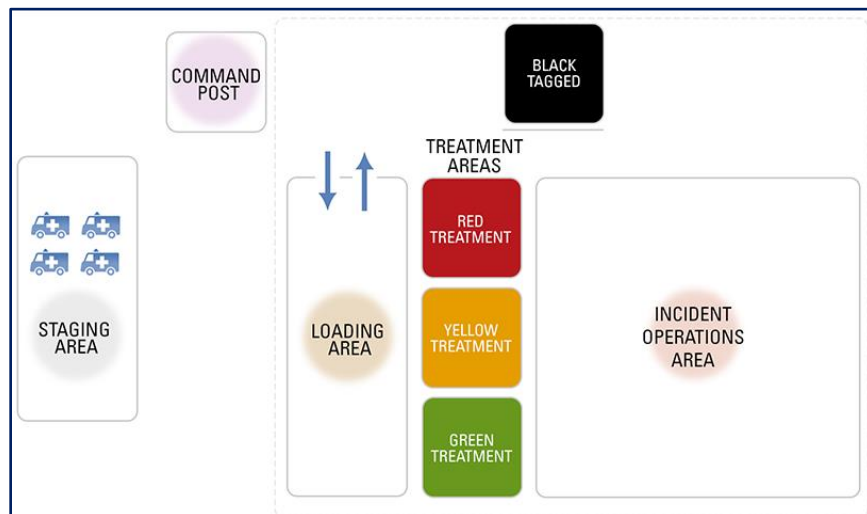 COMMAND
POST
BLACK
TAGGED
TREATMENT
AREAS
RED
TREATMENT
STAGING
AREA
LOADING
AREA
YELLOW
TREATMENT
INCIDENT
OPERATIONS
AREA
GREEN
TREATMENT